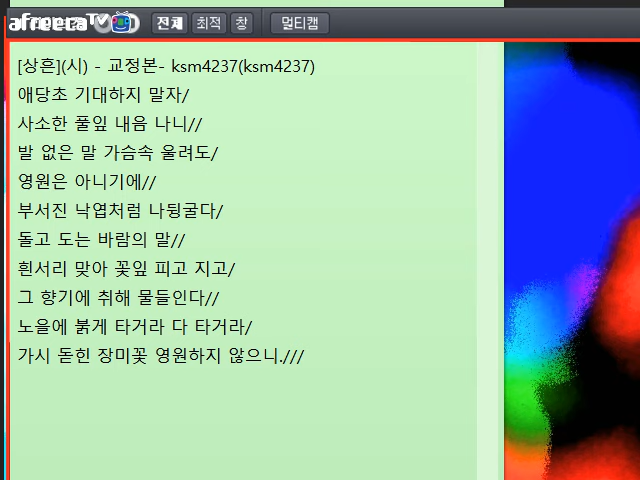 afreecaTV 전체 최적 창 멀티캠
[상흔](시) - 교정본- ksm4237(ksm4237)
애당초 기대하지 말자/
사소한 풀잎 내음 나니//
발 없은 말 가슴속 울려도/
영원은 아니기에//
부서진 낙엽처럼 나뒹굴다/
돌고 도는 바람의 말//
흰서리 맞아 꽃잎 피고 지고/
그 향기에 취해 물들인다//
노을에 붉게 타거라 다 타거라/
가시 돋힌 장미꽃 영원하지 않으니.///